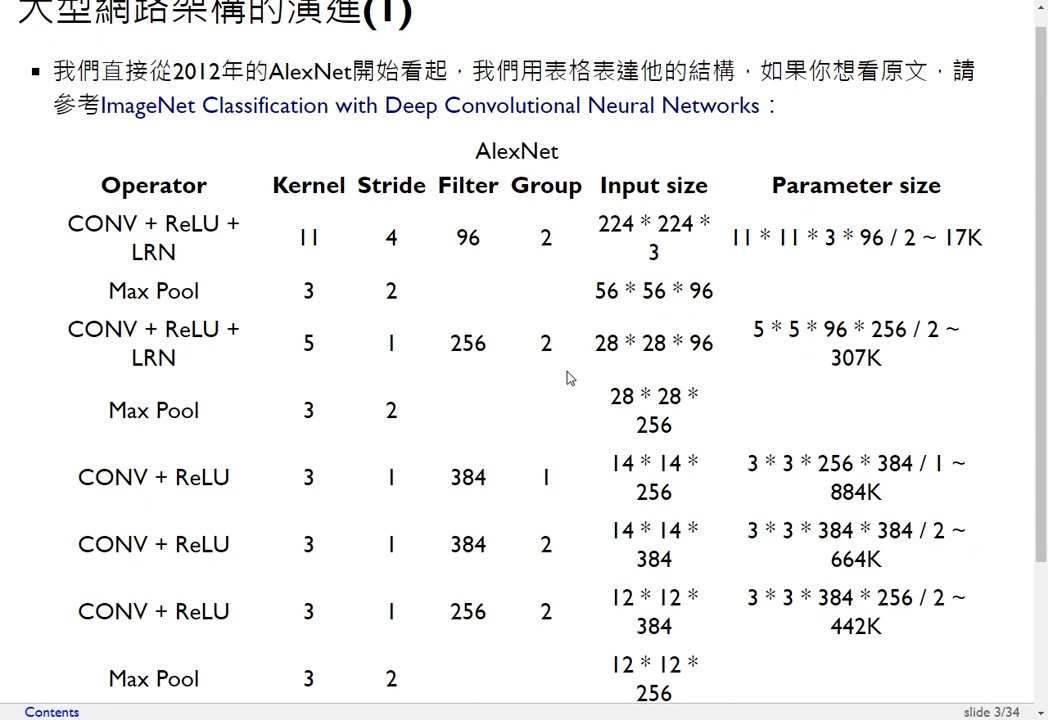 大型網路架構的演進(1)
我們直接從2012年的AlexNet開始看起，我們用表格表達他的結構，如果你想看原文，請
參考ImageNet Classification with Deep Convolutional Neural Networks：
AlexNet
Operator Kernel Stride Filter Group Input size Parameter size
CONV + ReLU + LRN 11 4 96 2 224 * 224 * 3 11 * 11 * 3 * 96 / 2 ~ 17K
Max Pool 3 2 56 * 56 * 96
CONV + ReLU + LRN 5 1 256 2 28 * 28 * 96 5 * 5 * 96 * 256 / 2 ~ 307K
Max Pool 3 2 28 * 28 * 256
CONV + ReLU 3 1 384 1 14 * 14 * 256 3 * 3 * 256 * 384 / 1 ~ 884K
CONV + ReLU 3 1 384 2 14 * 14 * 384 3 * 3 * 384 * 384 / 2 ~ 664K
CONV + ReLU 3 1 256 2 12 * 12 * 384 3 * 3 * 384 * 256 / 2 ~ 442K
Max Pool 3 2 12 * 12 * 256
Contents slide 3/34